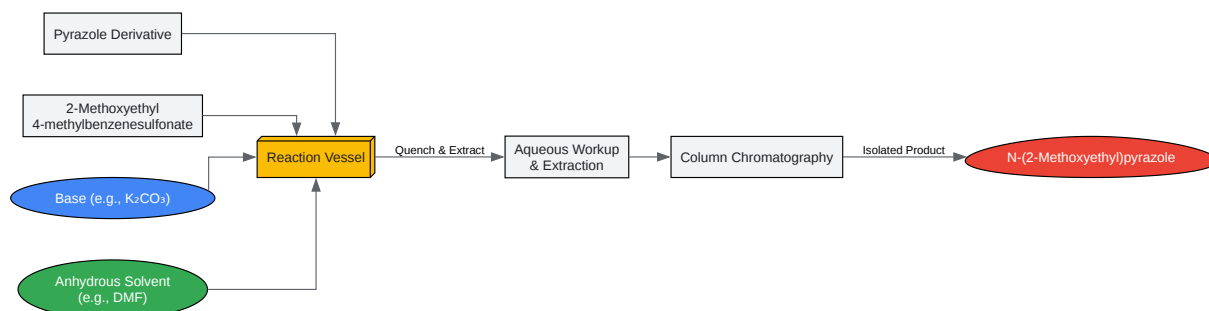 Pyrazole Derivative
2-Methoxyethyl
4-methylbenzenesulfonate
Base (e.g., K₂CO₃)
Anhydrous Solvent
(e.g., DMF)
Reaction Vessel
Quench & Extract
Aqueous Workup
& Extraction
Column Chromatography
Isolated Product
N-(2-Methoxyethyl)pyrazole